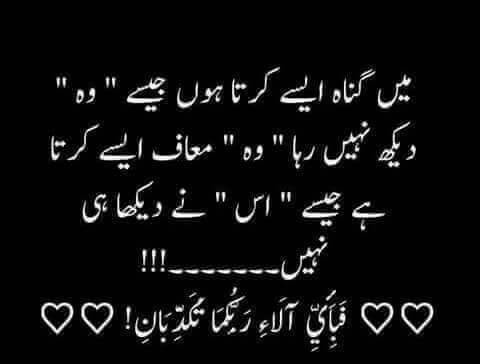 میں گناہ ایسے کرتا ہوں جیسے " وہ "
دیکھ نہیں رہا " وہ " معاف ایسے کرتا
ہے جیسے " اس " نے دیکھا ہی
نہیں-------!!!
♡♡ فَبِأَيِّ آلَاءِ رَبِّكُمَا تُكَذِّبَانِ! ♡♡